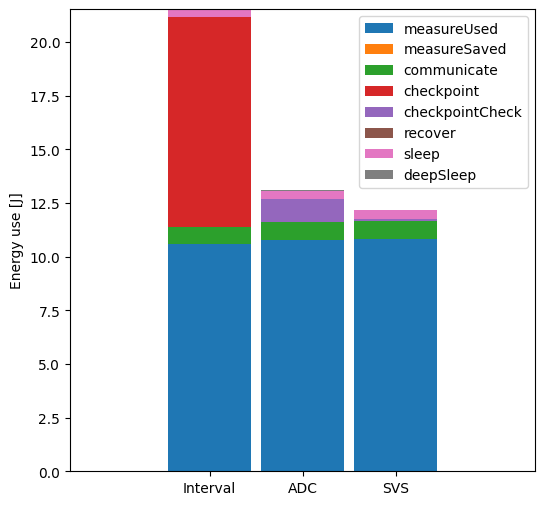 Energy use [J]
20.0
17.5
15.0
12.5
10.0
7.5
5.0
2.5
0.0
Interval
ADC
SVS
measureUsed
measureSaved
communicate
checkpoint
checkpointCheck
recover
sleep
deepSleep